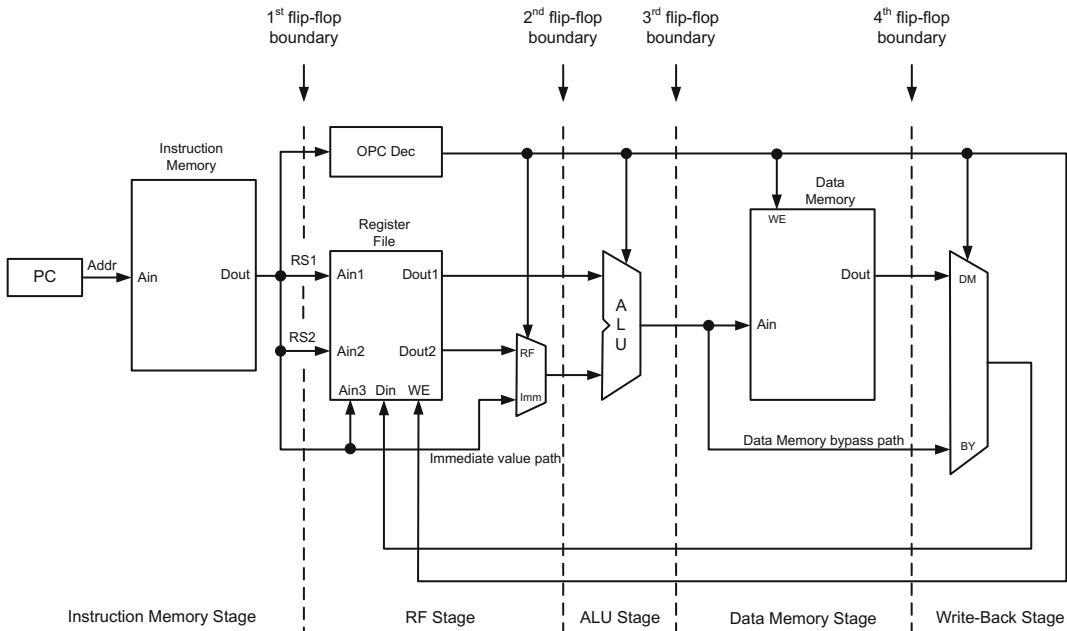 1st flip-flop
boundary
2nd flip-flop
boundary
3rd flip-flop
boundary
4th flip-flop
boundary
Instruction
Memory
OPC Dec
Data
Memory
WE
Register
File
PC
Addr
Ain
Dout
RS1
Ain1
Dout1
RS2
Ain2
Dout2
Ain3
Din
WE
RF
Imm
ALU
Ain
Dout
DM
BY
Immediate value path
Data Memory bypass path
Instruction Memory Stage
RF Stage
ALU Stage
Data Memory Stage
Write-Back Stage